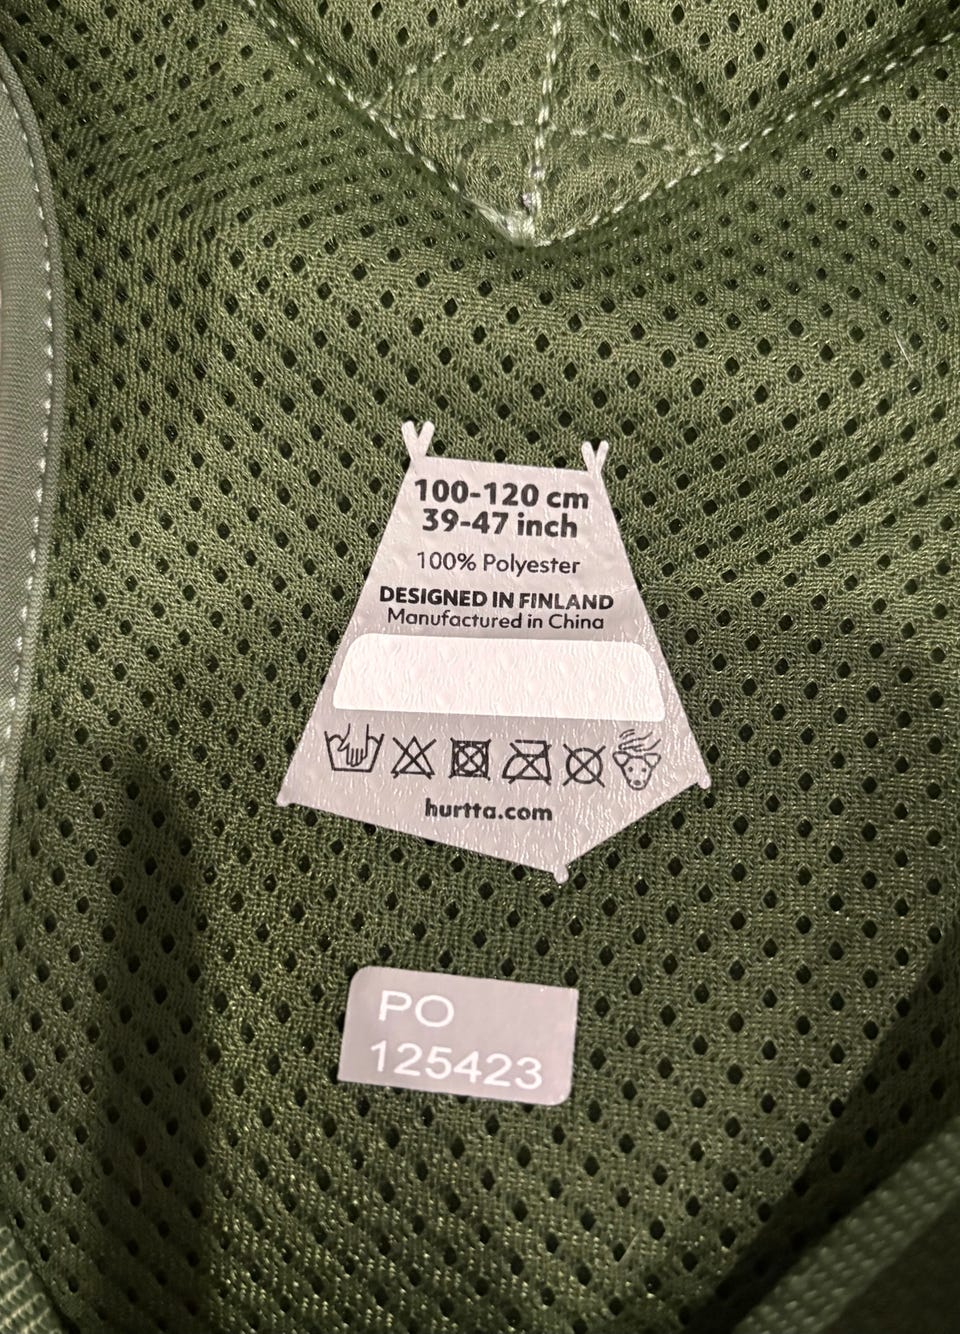 100-120 cm
39-47 inch
100% Polyester
DESIGNED IN FINLAND
Manufactured in China
hurtta.com
PO
125423